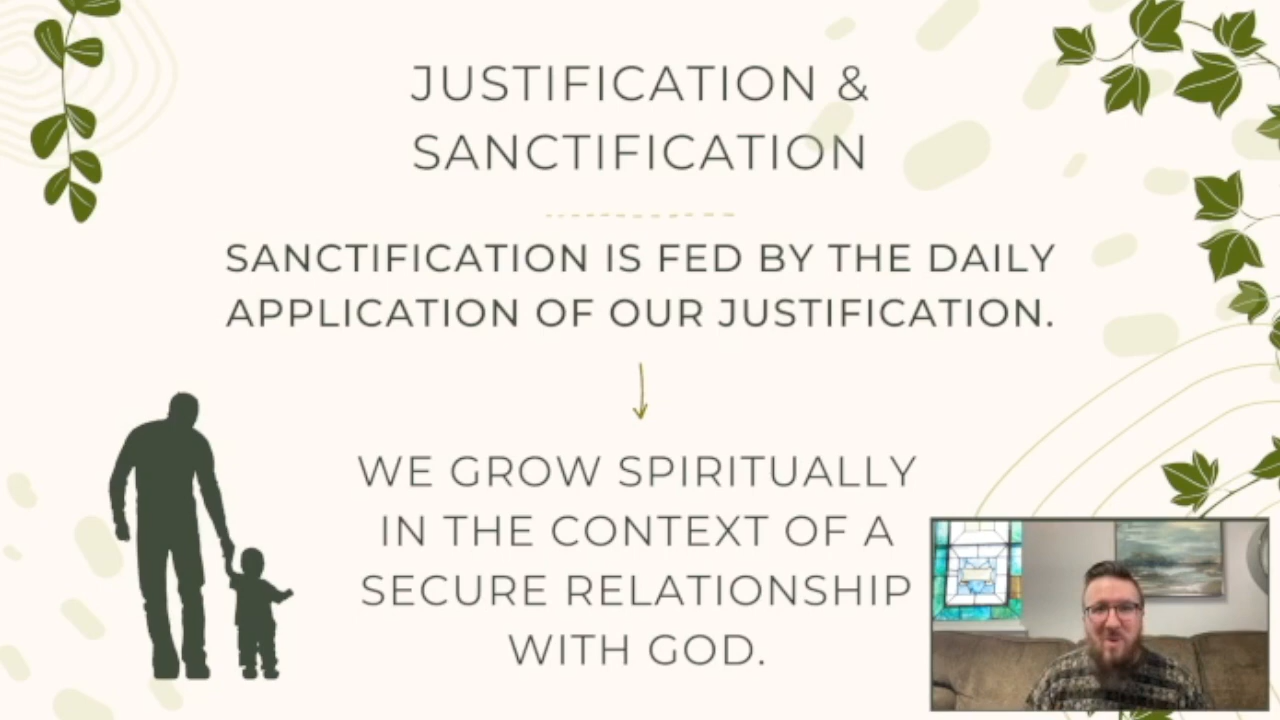 JUSTIFICATION &
SANCTIFICATION
SANCTIFICATION IS FED BY THE DAILY
APPLICATION OF OUR JUSTIFICATION.
WE GROW SPIRITUALLY
IN THE CONTEXT OF A
SECURE RELATIONSHIP
WITH GOD.